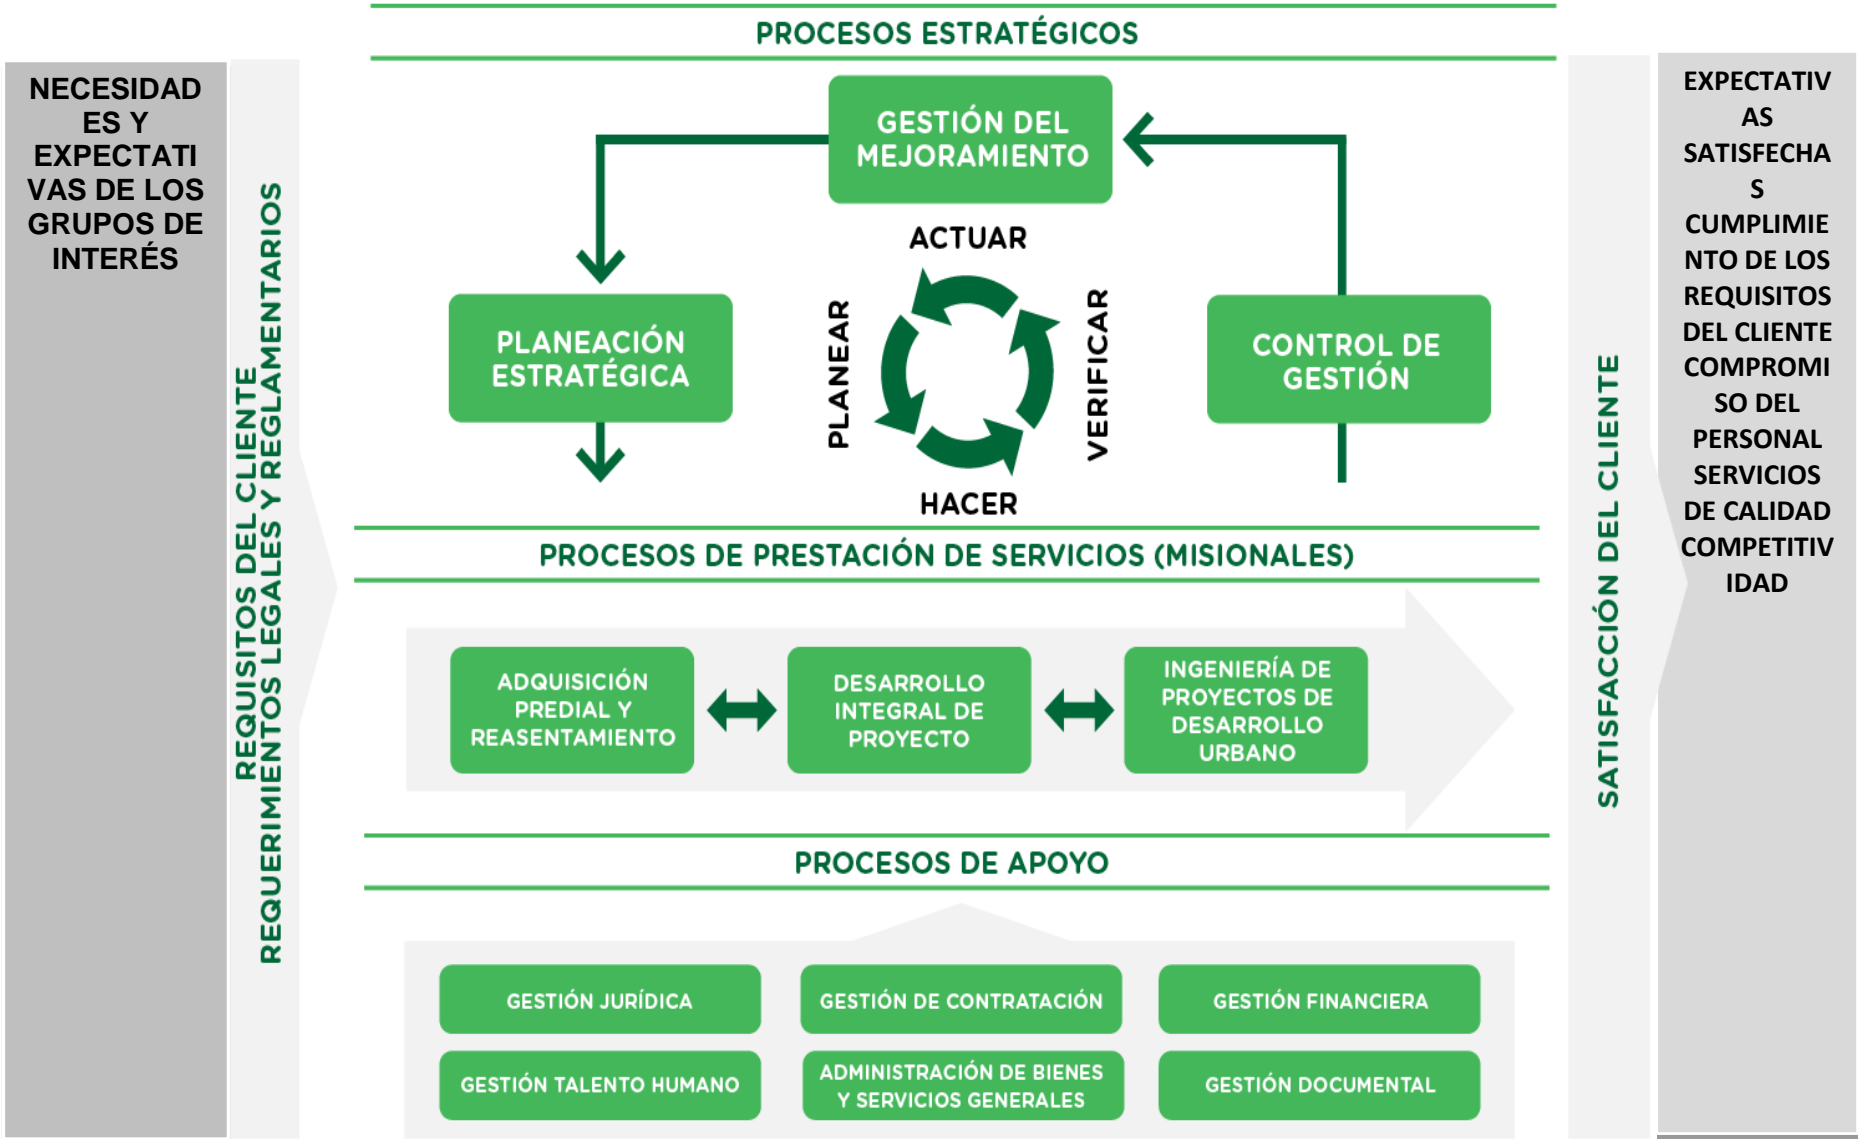 PROCESOS ESTRATÉGICOS
NECESIDAD
ES Y
EXPECTATI
VAS DE LOS
GRUPOS DE
INTERÉS
REQUISITOS DEL CLIENTE
REQUERIMIENTOS LEGALES Y REGLAMENTARIOS
GESTIÓN DEL
MEJORAMIENTO
ACTUAR
PLANEAR
VERIFICAR
HACER
PLANEACIÓN
ESTRATÉGICA
CONTROL DE
GESTIÓN
PROCESOS DE PRESTACIÓN DE SERVICIOS (MISIONALES)
ADQUISICIÓN
PREDIAL Y
REASENTAMIENTO
DESARROLLO
INTEGRAL DE
PROYECTO
INGENIERÍA DE
PROYECTOS DE
DESARROLLO
URBANO
PROCESOS DE APOYO
GESTIÓN JURÍDICA
GESTIÓN DE CONTRATACIÓN
GESTIÓN FINANCIERA
GESTIÓN TALENTO HUMANO
ADMINISTRACIÓN DE BIENES
Y SERVICIOS GENERALES
GESTIÓN DOCUMENTAL
SATISFACCIÓN DEL CLIENTE
EXPECTATIV
AS
SATISFECHA
S
CUMPLIMIE
NTO DE LOS
REQUISITOS
DEL CLIENTE
COMPROMI
SO DEL
PERSONAL
SERVICIOS
DE CALIDAD
COMPETITIV
IDAD